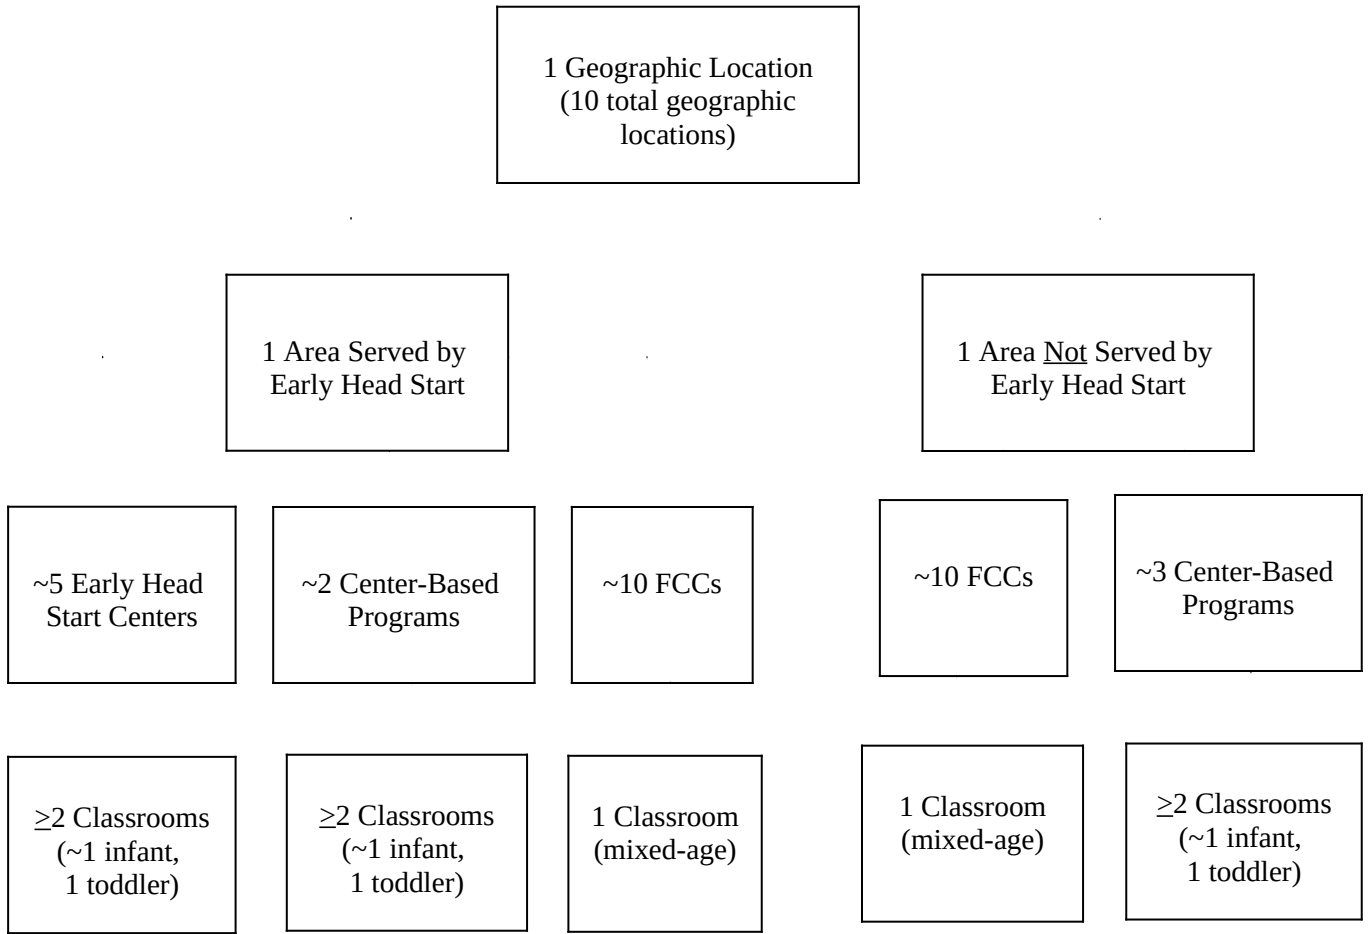 1 Geographic Location
(10 total geographic
locations)
1 Area Served by
Early Head Start
1 Area Not Served by
Early Head Start
~5 Early Head
Start Centers
~2 Center-Based
Programs
~10 FCCs
~10 FCCs
~3 Center-Based
Programs
≥2 Classrooms
(~1 infant,
1 toddler)
≥2 Classrooms
(~1 infant,
1 toddler)
1 Classroom
(mixed-age)
1 Classroom
(mixed-age)
≥2 Classrooms
(~1 infant,
1 toddler)